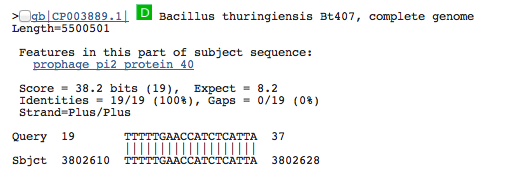 >gb|CP003889.1| D Bacillus thuringiensis Bt407, complete genome
Length=5500501
Features in this part of subject sequence:
prophage pi2 protein 40
Score = 38.2 bits (19), Expect = 8.2
Identities = 19/19 (100%), Gaps = 0/19 (0%)
Strand=Plus/Plus
Query 19 TTTTTGAACCATCTCATTA 37
|||||||||||||||||||
Sbjct 3802610 TTTTTGAACCATCTCATTA 3802628